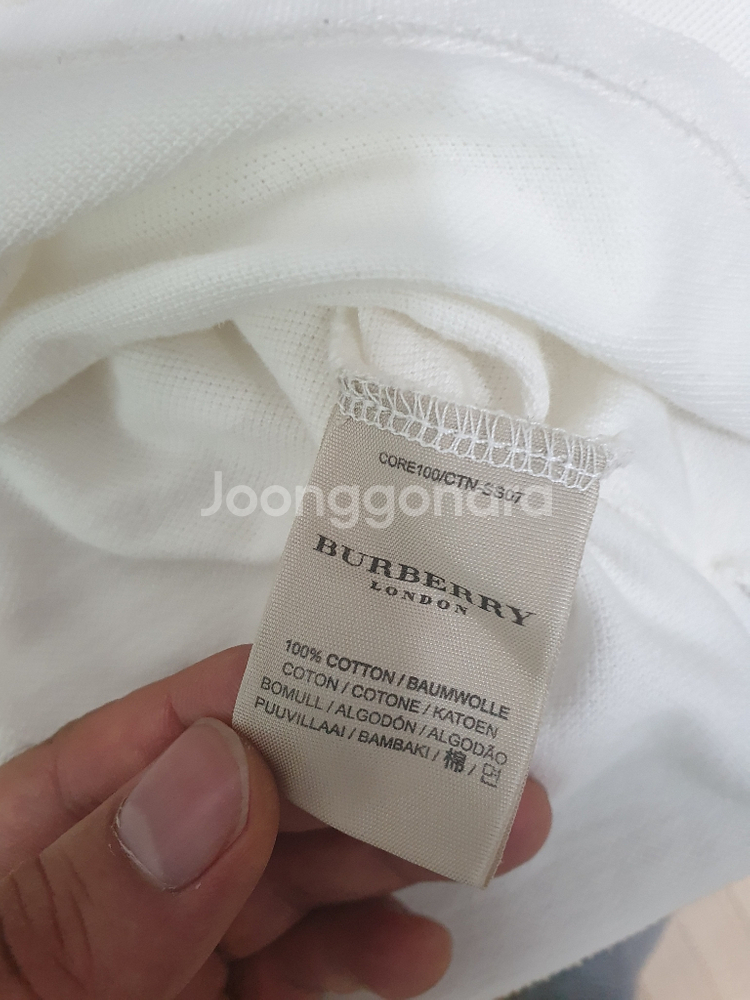 CORE100/CTN-SS07
Joonggonara
BURBERRY
LONDON
100% COTTON / BAUMWOLLE
COTON / COTONE / KATOEN
BOMULL / ALGODÓN / ALGODÃO
PUUVILLAAI / BAMBAKI / 棉 / 면